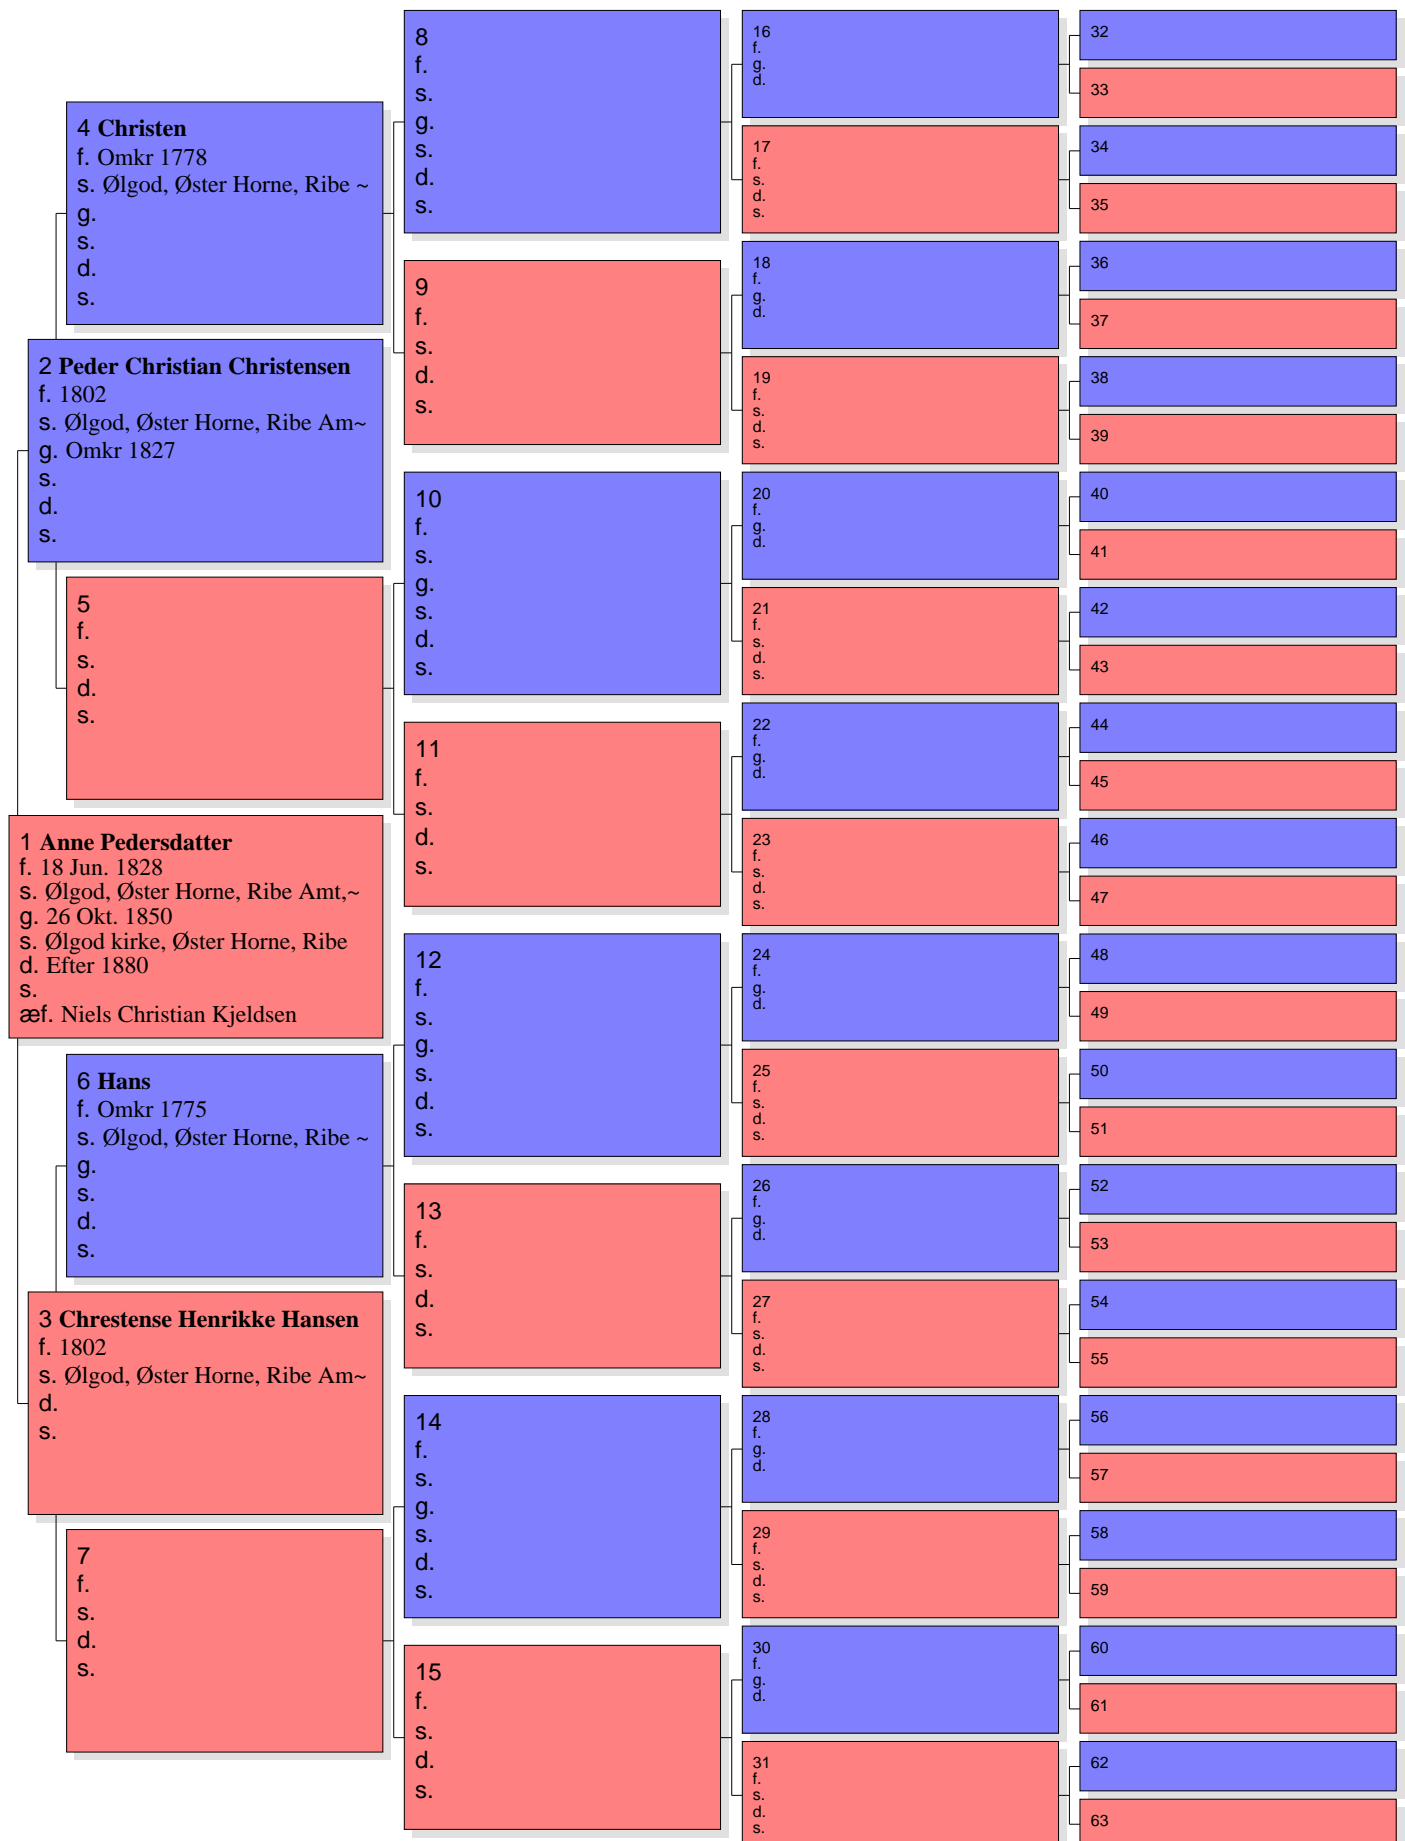 4 Christen
f. Omkr 1778
s. Ølgod, Øster Horne, Ribe ~
g.
s.
d.
s.
2 Peder Christian Christensen
f. 1802
s. Ølgod, Øster Horne, Ribe Am~
g. Omkr 1827
s.
d.
s.
5
f.
s.
d.
s.
1 Anne Pedersdatter
f. 18 Jun. 1828
s. Ølgod, Øster Horne, Ribe Amt,~
g. 26 Okt. 1850
s. Ølgod kirke, Øster Horne, Ribe
d. Efter 1880
s.
æf. Niels Christian Kjeldsen
6 Hans
f. Omkr 1775
s. Ølgod, Øster Horne, Ribe ~
g.
s.
d.
s.
3 Chrestense Henrikke Hansen
f. 1802
s. Ølgod, Øster Horne, Ribe Am~
d.
s.
7
f.
s.
d.
s.
8
f.
s.
g.
s.
d.
s.
9
f.
s.
d.
s.
10
f.
s.
g.
s.
d.
s.
11
f.
s.
d.
s.
12
f.
s.
g.
s.
d.
s.
13
f.
s.
d.
s.
14
f.
s.
g.
s.
d.
s.
15
f.
s.
d.
s.
16
f.
g.
d.
17
f.
s.
d.
s.
18
f.
g.
d.
19
f.
s.
d.
s.
20
f.
g.
d.
21
f.
s.
d.
s.
22
f.
g.
d.
23
f.
s.
d.
s.
24
f.
g.
d.
25
f.
s.
d.
s.
26
f.
g.
d.
27
f.
s.
d.
s.
28
f.
g.
d.
29
f.
s.
d.
s.
30
f.
g.
d.
31
f.
s.
d.
s.
32
33
34
35
36
37
38
39
40
41
42
43
44
45
46
47
48
49
50
51
52
53
54
55
56
57
58
59
60
61
62
63